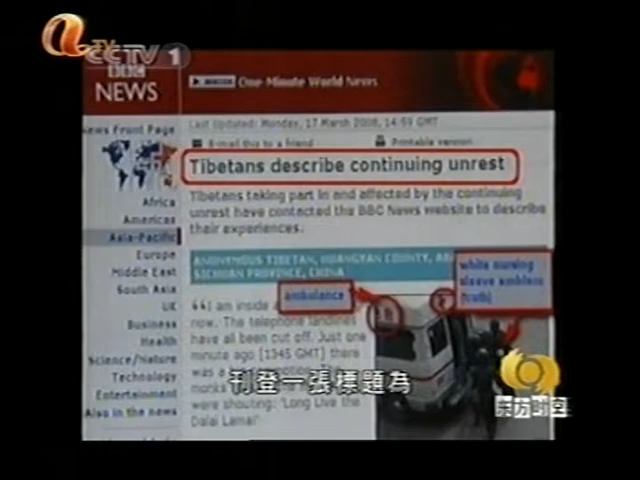 aTV
CCTV 1
BBC
NEWS
One-Minute World News
News Front Page
Last Updated: Monday, 17 March 2008, 14:59 GMT
E-mail this to a friend
Printable version
Tibetans describe continuing unrest
Tibetans taking part in and affected by the continuing
unrest have contacted the BBC News website to describe
their experiences.
Africa
Americas
Asia-Pacific
Europe
Middle East
South Asia
UK
Business
Health
Science/Nature
Technology
Entertainment
Also in the news
ANONYMOUS TIBETAN, HUANGYAN COUNTY,
SICHUAN PROVINCE, CHINA
ambulance
white nursing
sleeve emblem
(truth)
I am inside a
now. The telephone landlines
have all been cut off. Just one
minute ago [1345 GMT] there
was a
monks
were shouting: "Long Live the
Dalai Lama!"
刊登一張標題為
东方时空